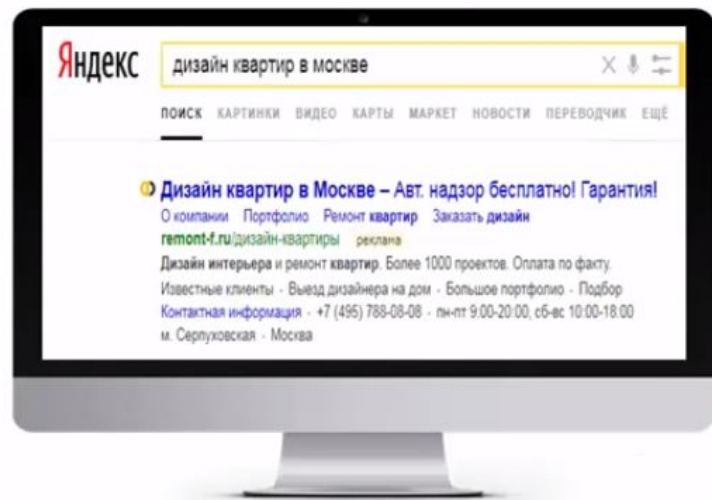 Яндекс
дизайн квартир в москве
ПОИСК КАРТИНКИ ВИДЕО КАРТЫ МАРКЕТ НОВОСТИ ПЕРЕВОДЧИК ЕЩЁ
Дизайн квартир в Москве – Авт. надзор бесплатно! Гарантия!
О компании Портфолио Ремонт квартир Заказать дизайн
remont-f.ru/дизайн-квартиры реклама
Дизайн интерьера и ремонт квартир. Более 1000 проектов. Оплата по факту.
Известные клиенты · Выезд дизайнера на дом · Большое портфолио · Подбор
Контактная информация · +7 (495) 788-08-08 · пн-пт 9:00-20:00, сб-вс 10:00-18:00
м. Серпуховская · Москва